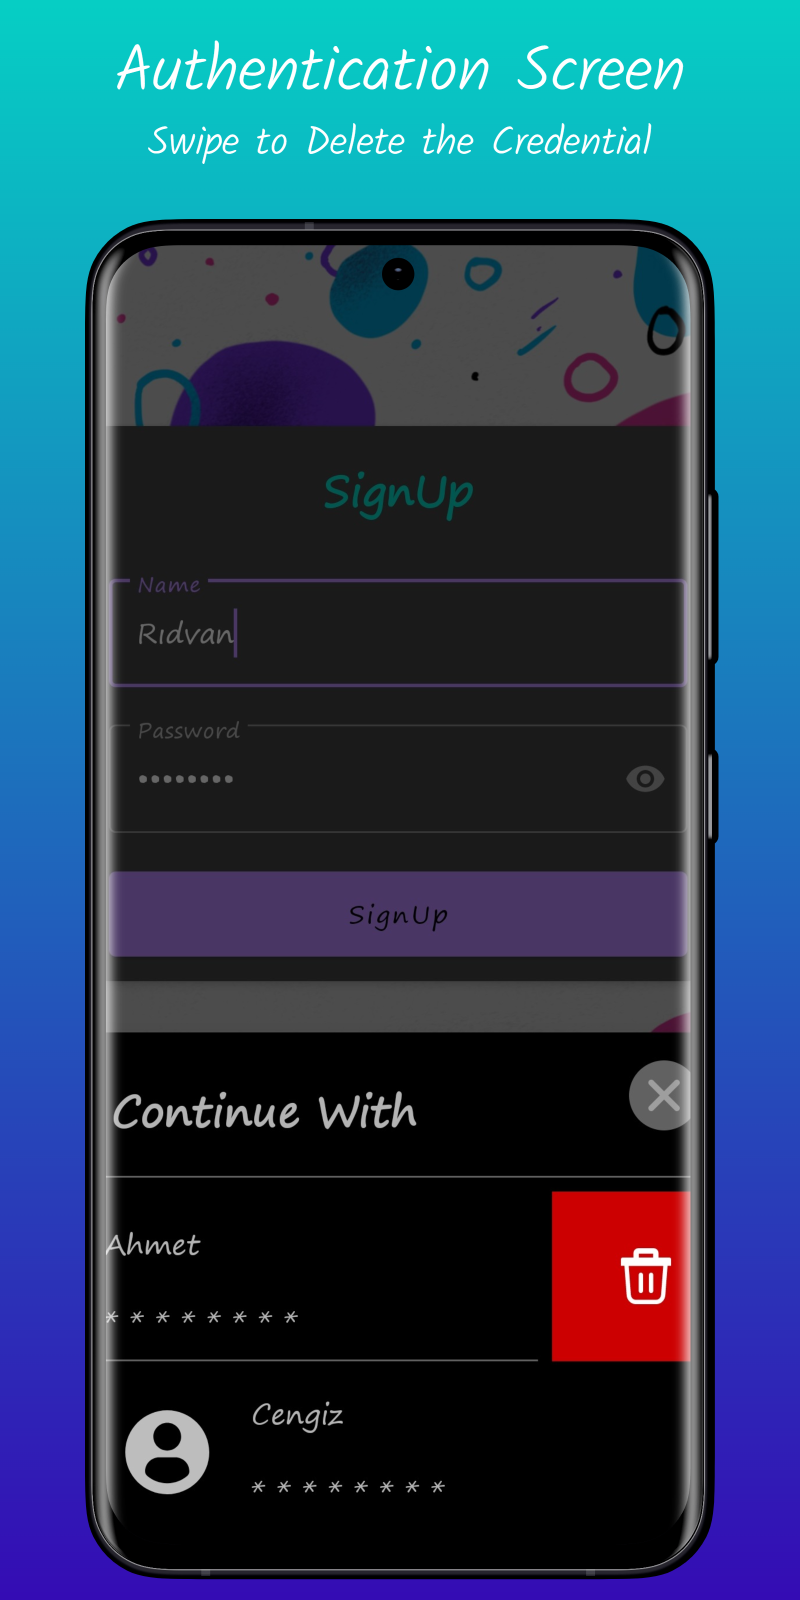 Authentication Screen
Swipe to Delete the Credential
SignUp
Name
Rıdvan
Password
••••••••
SignUp
Continue With
Ahmet
* * * * * * * *
Cengiz
* * * * * * * *